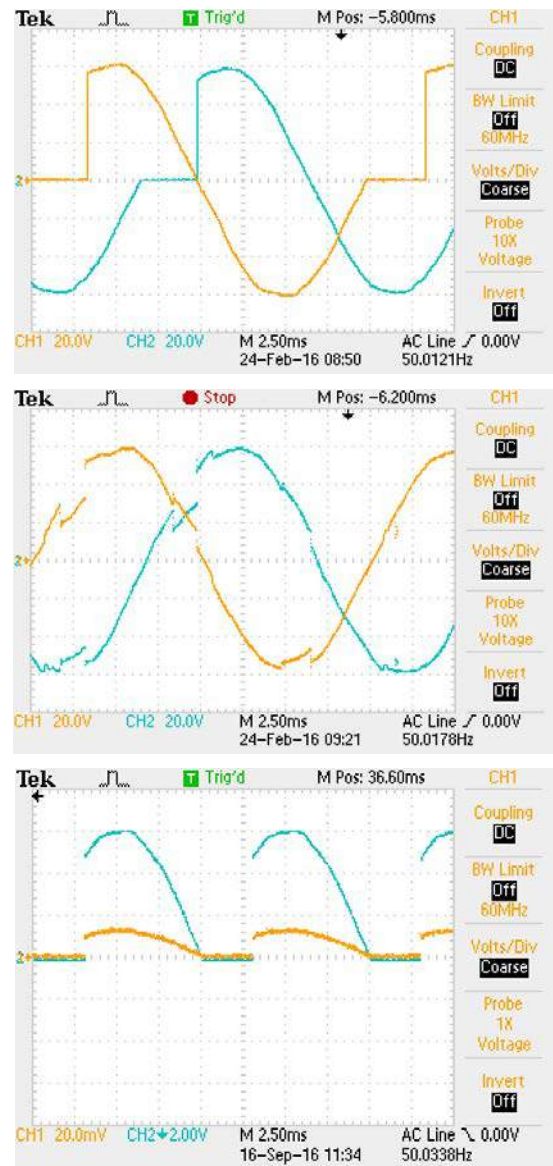 Tek T Trig'd M Pos: -5.800ms CH1
Coupling
DC
BW Limit
Off
60MHz
Volts/Div
Coarse
2
Probe
10X
Voltage
Invert
Off
CH1 20.0V CH2 20.0V M 2.50ms AC Line 0.00V
24-Feb-16 08:50 50.0121Hz
Tek Stop M Pos: -6.200ms CH1
Coupling
DC
BW Limit
Off
60MHz
Volts/Div
2
Coarse
Probe
10X
Voltage
Invert
Off
CH1 20.0V CH2 20.0V M 2.50ms AC Line 0.00V
24-Feb-16 09:21 50.0178Hz
Tek T Trig'd M Pos: 36.60ms CH1
Coupling
DC
BW Limit
Off
60MHz
Volts/Div
2
Coarse
Probe
1X
Voltage
Invert
Off
CH1 20.0mV CH2 2.00V M 2.50ms AC Line 0.00V
16-Sep-16 11:34 50.0338Hz